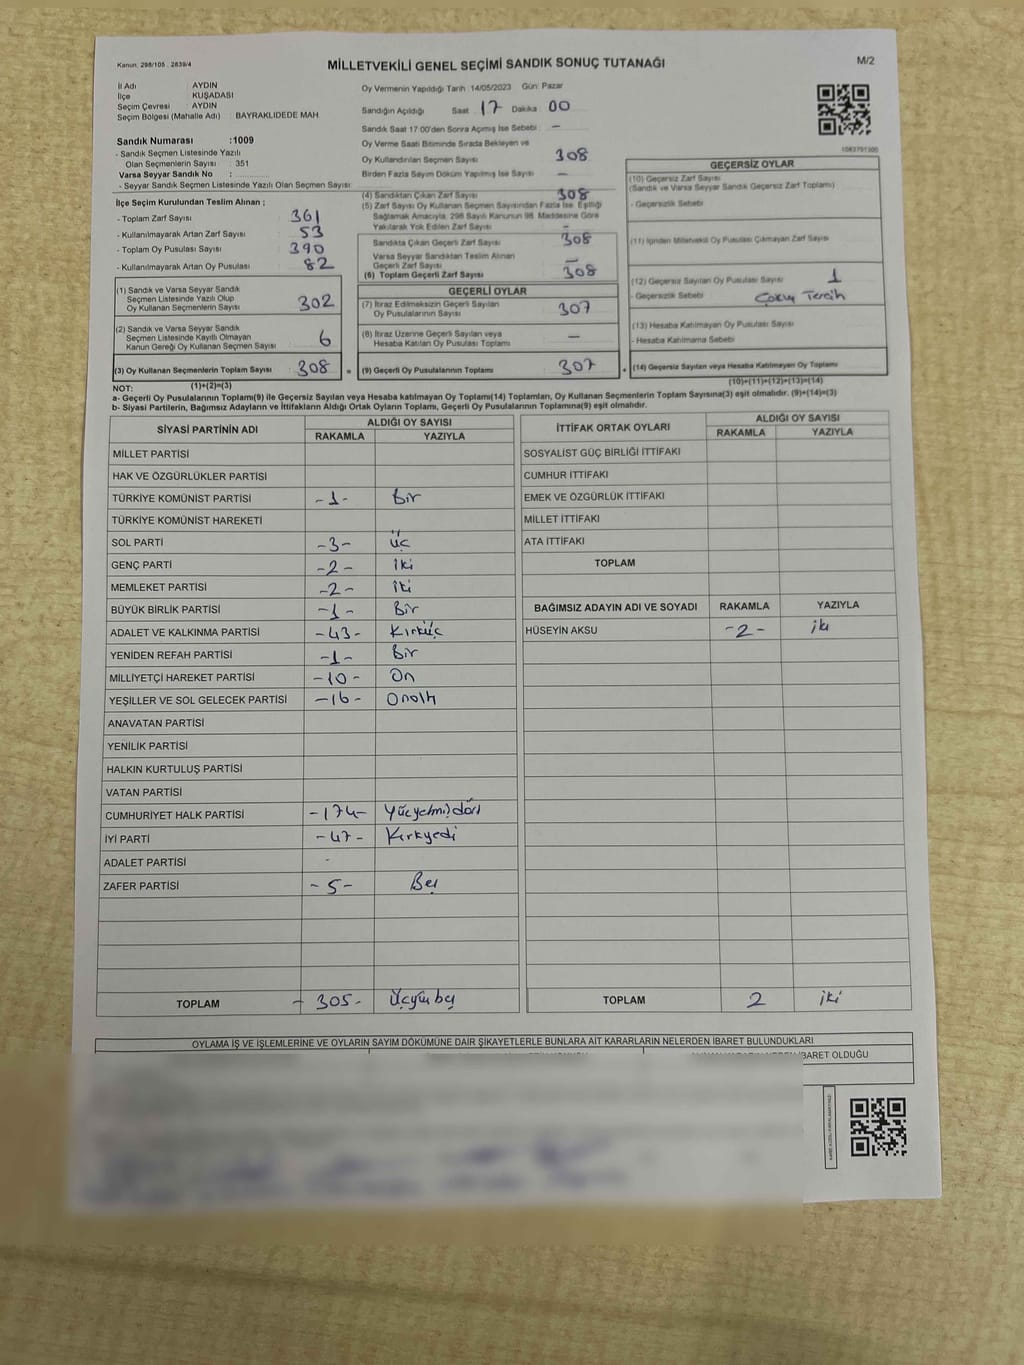 Kanun. 298/105 . 2839/4
MİLLETVEKİLİ GENEL SEÇİMİ SANDIK SONUÇ TUTANAĞI
M/2
İl Adı AYDIN
İlçe KUŞADASI
Seçim Çevresi : AYDIN
Seçim Bölgesi (Mahalle Adı) : BAYRAKLIDEDE MAH.
Sandık Numarası :1009
- Sandık Seçmen Listesinde Yazılı
Olan Seçmenlerin Sayısı : 351
Varsa Seyyar Sandık No :
- Seyyar Sandık Seçmen Listesinde Yazılı Olan Seçmen Sayısı:
İlçe Seçim Kurulundan Teslim Alınan ;
- Toplam Zarf Sayısı : 361
- Kullanılmayarak Artan Zarf Sayısı : 53
- Toplam Oy Pusulası Sayısı : 390
- Kullanılmayarak Artan Oy Pusulası : 82
(1) Sandık ve Varsa Seyyar Sandık
Seçmen Listesinde Yazılı Olup
Oy Kullanan Seçmenlerin Sayısı : 302
(2) Sandık ve Varsa Seyyar Sandık
Seçmen Listesinde Kayıtlı Olmayan
Kanun Gereği Oy Kullanan Seçmen Sayısı : 6
(3) Oy Kullanan Seçmenlerin Toplam Sayısı : 308
(1)+(2)=(3)
Oy Vermenin Yapıldığı Tarih :14/05/2023 Gün: Pazar
Sandığın Açıldığı Saat : 17 Dakika : 00
Sandık Saat 17:00'den Sonra Açılmış İse Sebebi : -
Oy Verme Saati Bitiminde Sırada Bekleyen ve
Oy Kullandırılan Seçmen Sayısı : 308
Birden Fazla Sayım Döküm Yapılmış İse Sayısı : -
(4) Sandıktan Çıkan Zarf Sayısı : 308
(5) Zarf Sayısı Oy Kullanan Seçmen Sayısından Fazla İse, Eşitliği
Sağlamak Amacıyla, 298 Sayılı Kanunun 98. Maddesine Göre
Yakılarak Yok Edilen Zarf Sayısı : -
Sandıkta Çıkan Geçerli Zarf Sayısı : 308
Varsa Seyyar Sandıktan Teslim Alınan
Geçerli Zarf Sayısı : -
(6) Toplam Geçerli Zarf Sayısı : 308
GEÇERLİ OYLAR
(7) İtiraz Edilmeksizin Geçerli Sayılan
Oy Pusulalarının Sayısı : 307
(8) İtiraz Üzerine Geçerli Sayılan veya
Hesaba Katılan Oy Pusulası Toplamı : -
= (9) Geçerli Oy Pusulalarının Toplamı : 307
1083791300
GEÇERSİZ OYLAR
(10) Geçersiz Zarf Sayısı
(Sandık ve Varsa Seyyar Sandık Geçersiz Zarf Toplamı)
- Geçersizlik Sebebi
(11) İçinden Milletvekili Oy Pusulası Çıkmayan Zarf Sayısı
(12) Geçersiz Sayılan Oy Pusulası Sayısı : 1
- Geçersizlik Sebebi : Çoklu Tercih
(13) Hesaba Katılmayan Oy Pusulası Sayısı
- Hesaba Katılmama Sebebi
+ (14) Geçersiz Sayılan veya Hesaba Katılmayan Oy Toplamı
(10)+(11)+(12)+(13)=(14)
NOT:
a- Geçerli Oy Pusulalarının Toplamı(9) ile Geçersiz Sayılan veya Hesaba katılmayan Oy Toplamı(14) Toplamları, Oy Kullanan Seçmenlerin Toplam Sayısına(3) eşit olmalıdır. (9)+(14)=(3)
b- Siyasi Partilerin, Bağımsız Adayların ve İttifakların Aldığı Ortak Oyların Toplamı, Geçerli Oy Pusulalarının Toplamına(9) eşit olmalıdır.
SİYASİ PARTİNİN ADI ALDIĞI OY SAYISI
RAKAMLA YAZIYLA
MİLLET PARTİSİ
HAK VE ÖZGÜRLÜKLER PARTİSİ
TÜRKİYE KOMÜNİST PARTİSİ -1- Bir
TÜRKİYE KOMÜNİST HAREKETİ
SOL PARTİ -3- Üç
GENÇ PARTİ -2- İki
MEMLEKET PARTİSİ -2- İki
BÜYÜK BİRLİK PARTİSİ -1- Bir
ADALET VE KALKINMA PARTİSİ -43- Kırküç
YENİDEN REFAH PARTİSİ -1- Bir
MİLLİYETÇİ HAREKET PARTİSİ -10- On
YEŞİLLER VE SOL GELECEK PARTİSİ -16- Onaltı
ANAVATAN PARTİSİ
YENİLİK PARTİSİ
HALKIN KURTULUŞ PARTİSİ
VATAN PARTİSİ
CUMHURİYET HALK PARTİSİ -174- Yüzyetmişdört
İYİ PARTİ -47- Kırkyedi
ADALET PARTİSİ -
ZAFER PARTİSİ -5- Beş
TOPLAM - 305- Üçyüzbeş
İTTİFAK ORTAK OYLARI ALDIĞI OY SAYISI
RAKAMLA YAZIYLA
SOSYALİST GÜÇ BİRLİĞİ İTTİFAKI
CUMHUR İTTİFAKI
EMEK VE ÖZGÜRLÜK İTTİFAKI
MİLLET İTTİFAKI
ATA İTTİFAKI
TOPLAM
BAĞIMSIZ ADAYIN ADI VE SOYADI RAKAMLA YAZIYLA
HÜSEYİN AKSU -2- iki
TOPLAM 2 iki
OYLAMA İŞ VE İŞLEMLERİNE VE OYLARIN SAYIM DÖKÜMÜNE DAİR ŞİKAYETLERLE BUNLARA AİT KARARLARIN NELERDEN İBARET BULUNDUKLARI
İBARET OLDUĞU